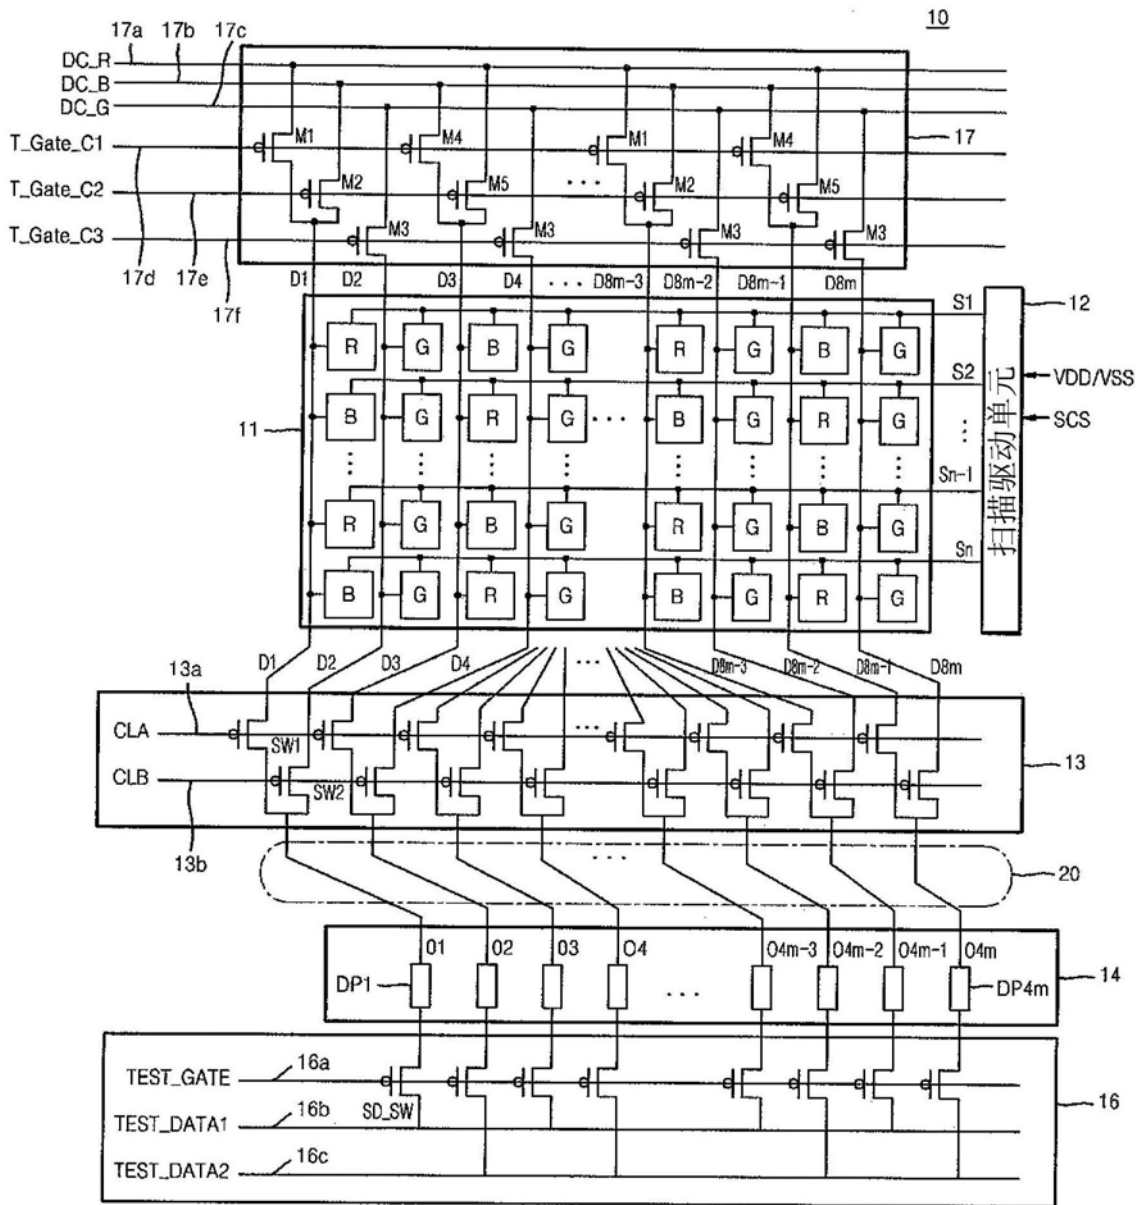 10
17a 17b 17c
DC_R
DC_B
DC_G
T_Gate_C1 M1 M4 M1 M4 17
T_Gate_C2 M2 M5 ... M2 M5
T_Gate_C3 M3 M3 M3 M3
17d 17e 17f
D1 D2 D3 D4 ... D8m-3 D8m-2 D8m-1 D8m
S1 12
R G B G R G B G
S2 VDD/VSS
11 B G R G ... B G R G SCS
扫描驱动单元
Sn-1
R G B G R G B G
Sn
B G R G B G R G
13a D1 D2 D3 D4 ... D8m-3 D8m-2 D8m-1 D8m
CLA SW1 ...
CLB SW2 13
13b ... 20
O1 O2 O3 O4 O4m-3 O4m-2 O4m-1 O4m
DP1 ... DP4m 14
TEST_GATE 16a
SD_SW 16
TEST_DATA1 16b
TEST_DATA2 16c